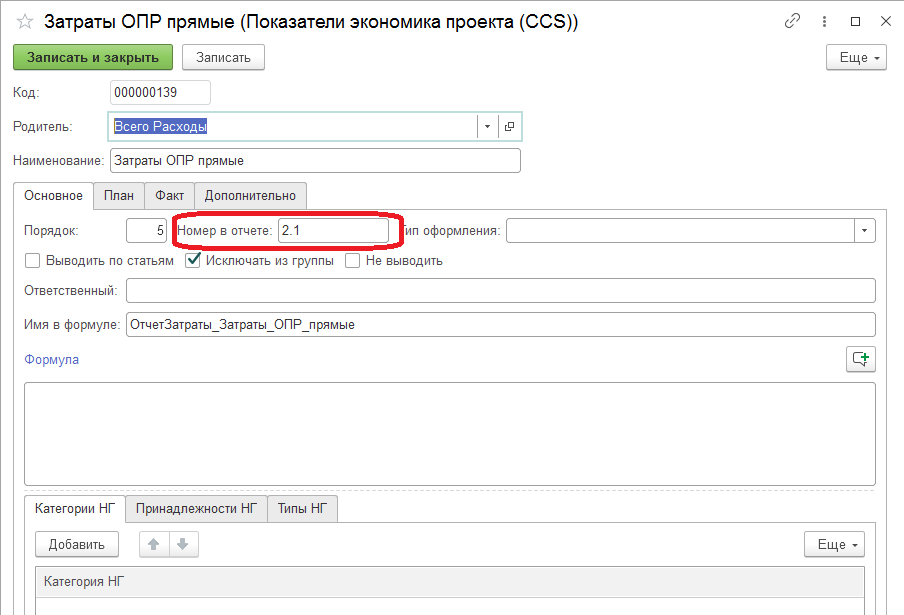 Затраты ОПР прямые (Показатели экономика проекта (CCS))
Записать и закрыть Записать Еще
Код: 000000139
Родитель: Всего Расходы
Наименование: Затраты ОПР прямые
Основное План Факт Дополнительно
Порядок: 5 Номер в отчете: 2.1 ип оформления:
Выводить по статьям Исключать из группы Не выводить
Ответственный:
Имя в формуле: ОтчетЗатраты_Затраты_ОПР_прямые
Формула
Категории НГ Принадлежности НГ Типы НГ
Добавить Еще
Категория НГ